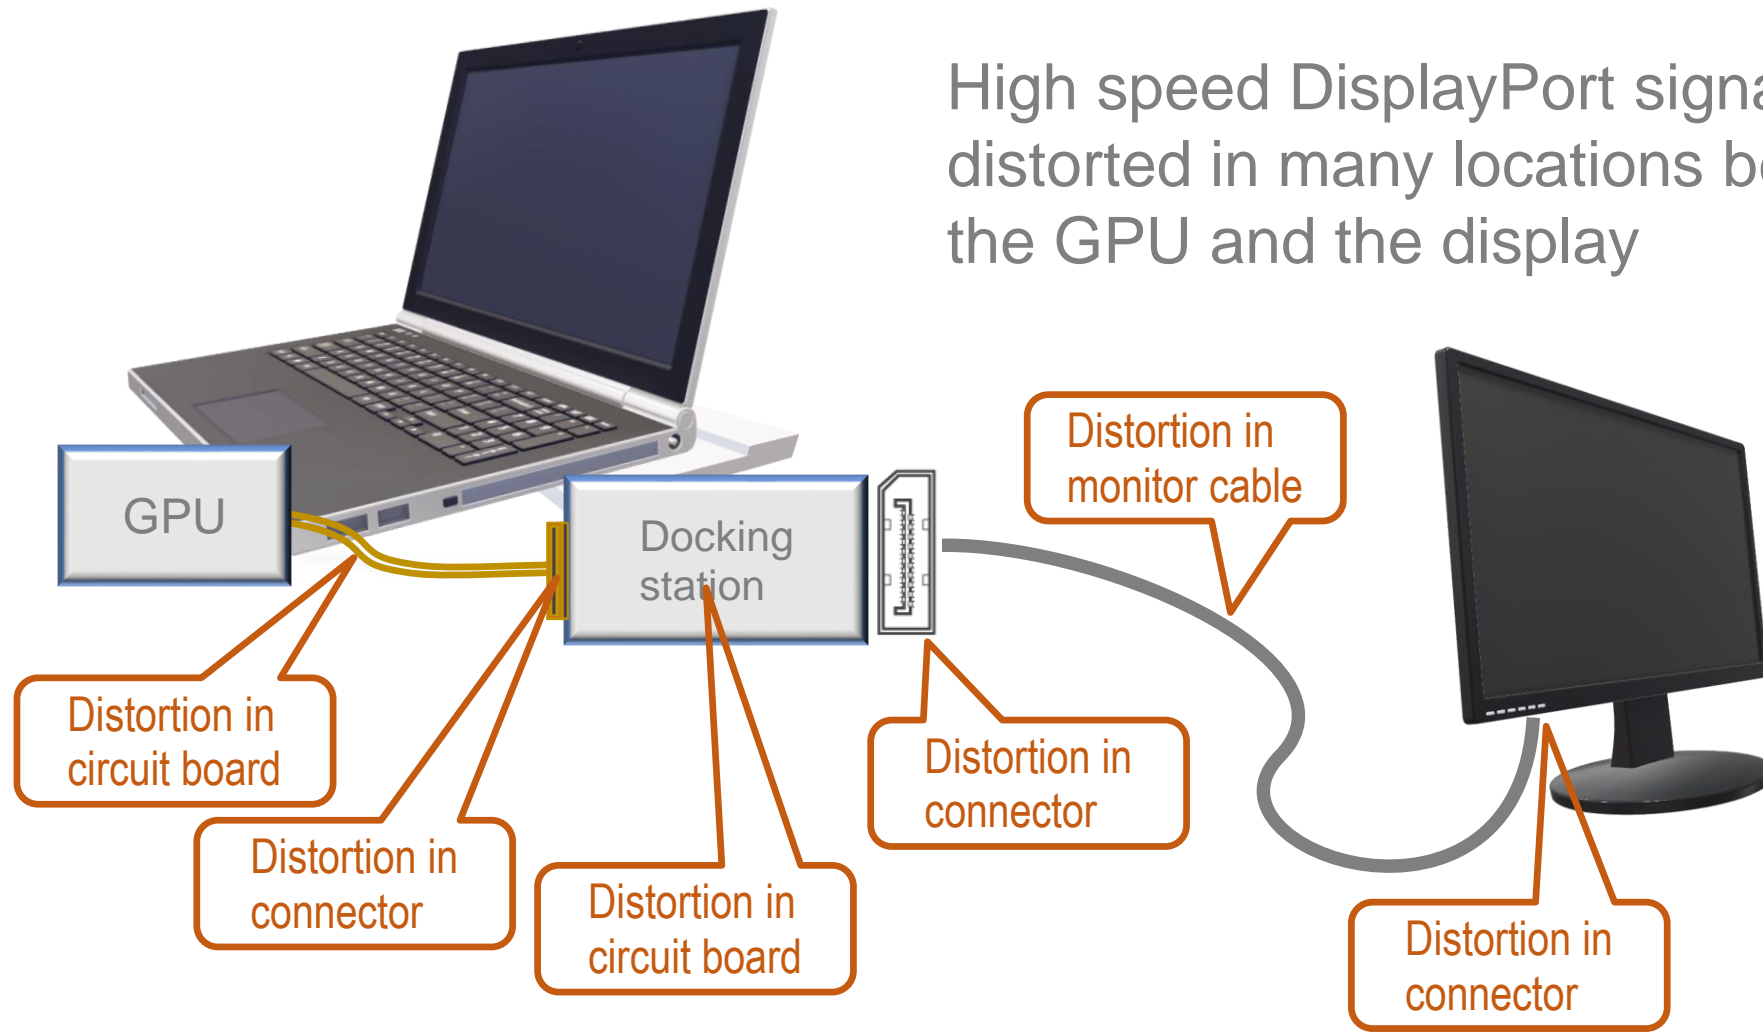 High speed DisplayPort
distorted in many locations
the GPU and the display
Distortion in
monitor cable
GPU
Docking
station
Distortion in
circuit board
Distortion in
connector
Distortion in
circuit board
Distortion in
connector
Distortion in
connector